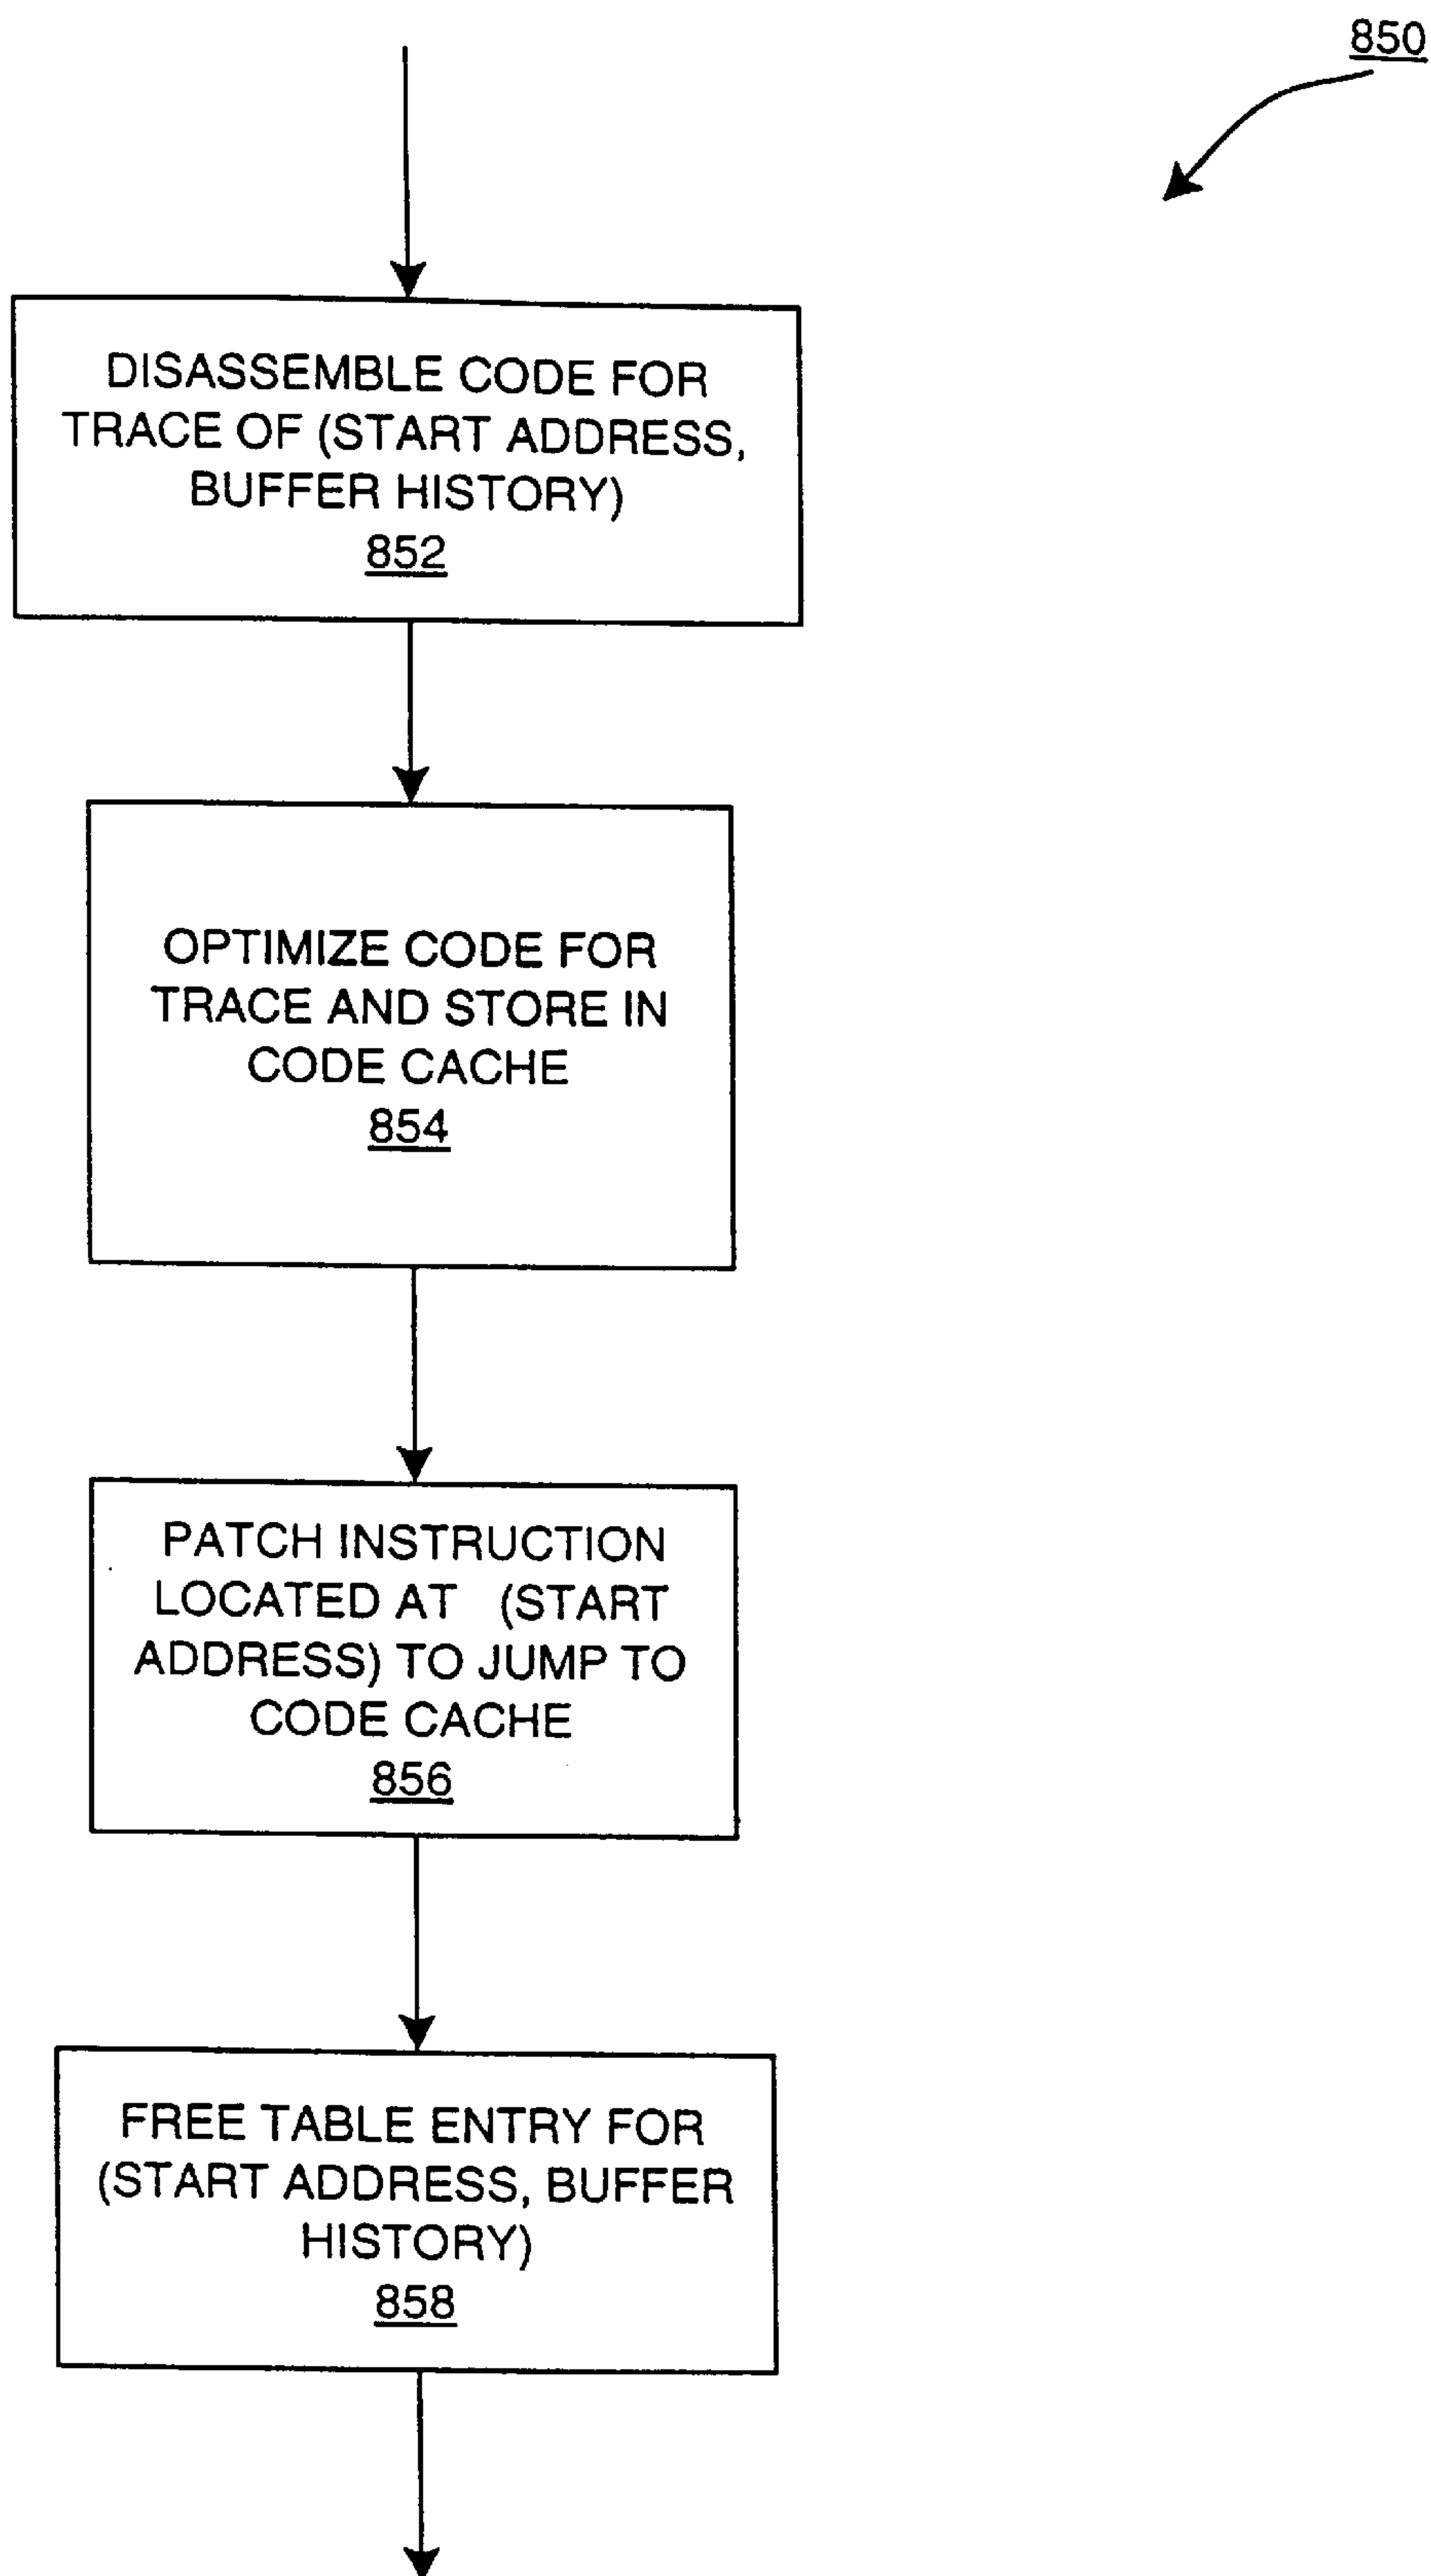 850
DISASSEMBLE CODE FOR
TRACE OF (START ADDRESS,
BUFFER HISTORY)
852
OPTIMIZE CODE FOR
TRACE AND STORE IN
CODE CACHE
854
PATCH INSTRUCTION
LOCATED AT (START
ADDRESS) TO JUMP TO
CODE CACHE
856
FREE TABLE ENTRY FOR
(START ADDRESS, BUFFER
HISTORY)
858